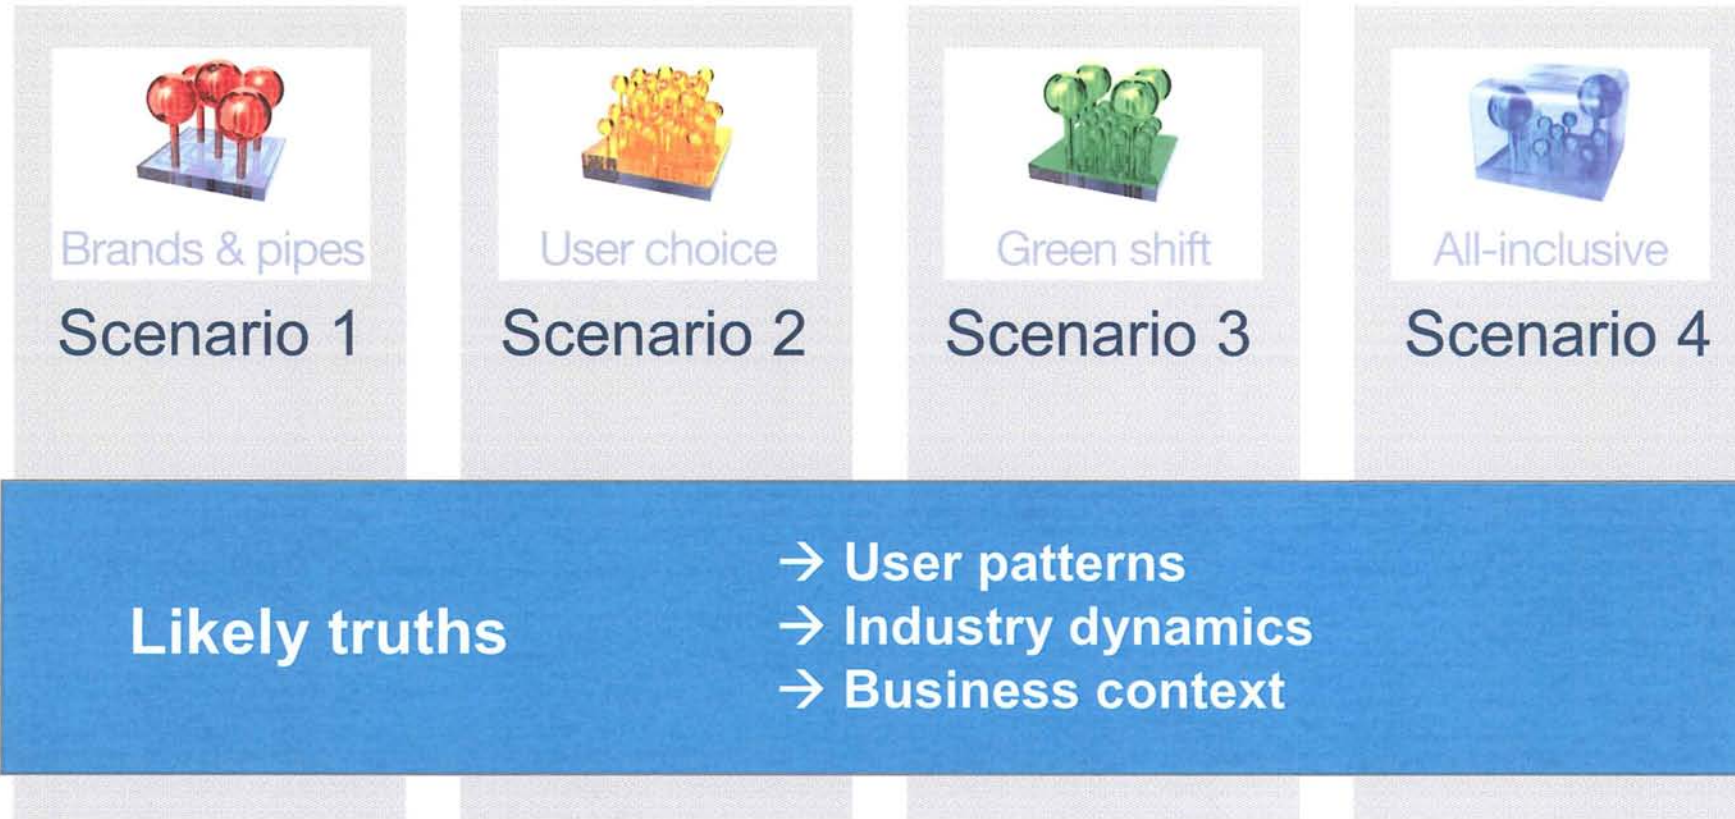 Brands & pipes
Scenario 1
User choice
Scenario 2
Green shift
Scenario 3
All-inclusive
Scenario 4
Likely truths
→ User patterns
→ Industry dynamics
→ Business context